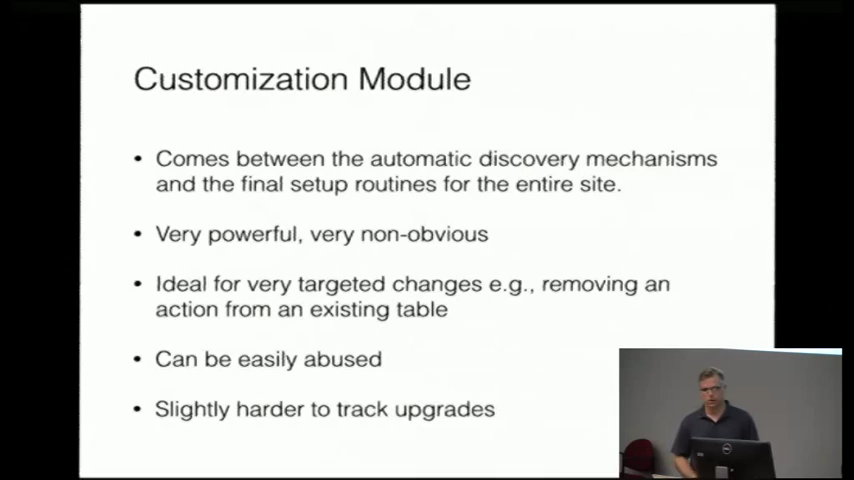 Customization Module
• Comes between the automatic discovery mechanisms
and the final setup routines for the entire site.
• Very powerful, very non-obvious
• Ideal for very targeted changes e.g., removing an
action from an existing table
• Can be easily abused
• Slightly harder to track upgrades